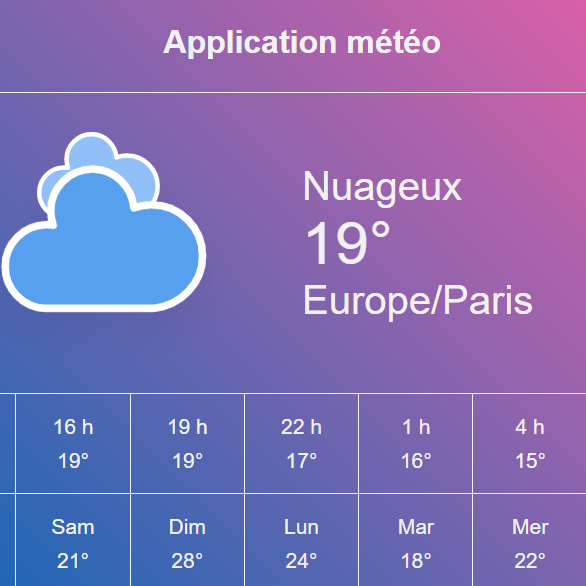 Application météo
Nuageux
19°
Europe/Paris
16 h 19 h 22 h 1 h 4 h
19° 19° 17° 16° 15°
Sam Dim Lun Mar Mer
21° 28° 24° 18° 22°